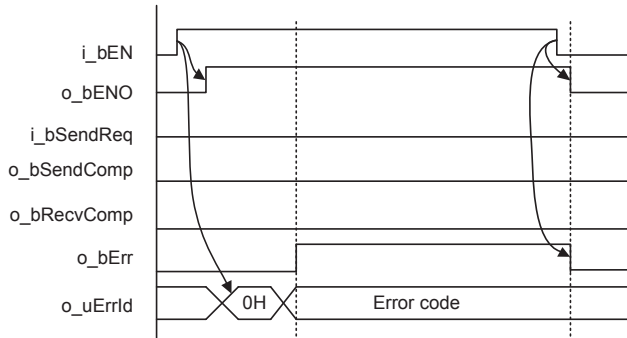 i_bEN
o_bENO
i_bSendReq
o_bSendComp
o_bRecvComp
o_bErr
o_uErrId
0H
Error code